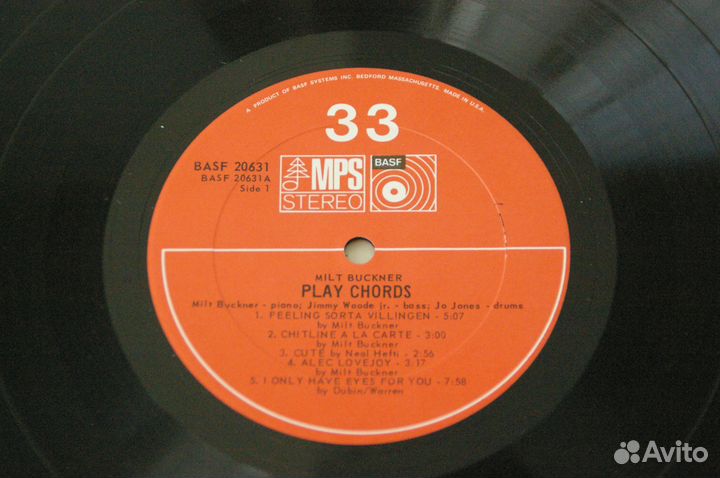 A PRODUCT OF BASF SYSTEMS INC. BEDFORD MASSACHUSETTS. MADE IN U.S.A.
33
BASF 20631
BASF 20631A
Side 1
MPS
STEREO
BASF
MILT BUCKNER
PLAY CHORDS
Milt Buckner - piano; Jimmy Woode jr. - bass; Jo Jones - drums
1. FEELING SORTA VILLINGEN - 5:07
by Milt Buckner
2. CHITLINE A LA CARTE - 3:00
by Milt Buckner
3. CUTE by Neal Hefti - 2:56
4. ALEC LOVEJOY - 3:17
by Milt Buckner
5. I ONLY HAVE EYES FOR YOU - 7:58
by Dubin/Warren
Avito